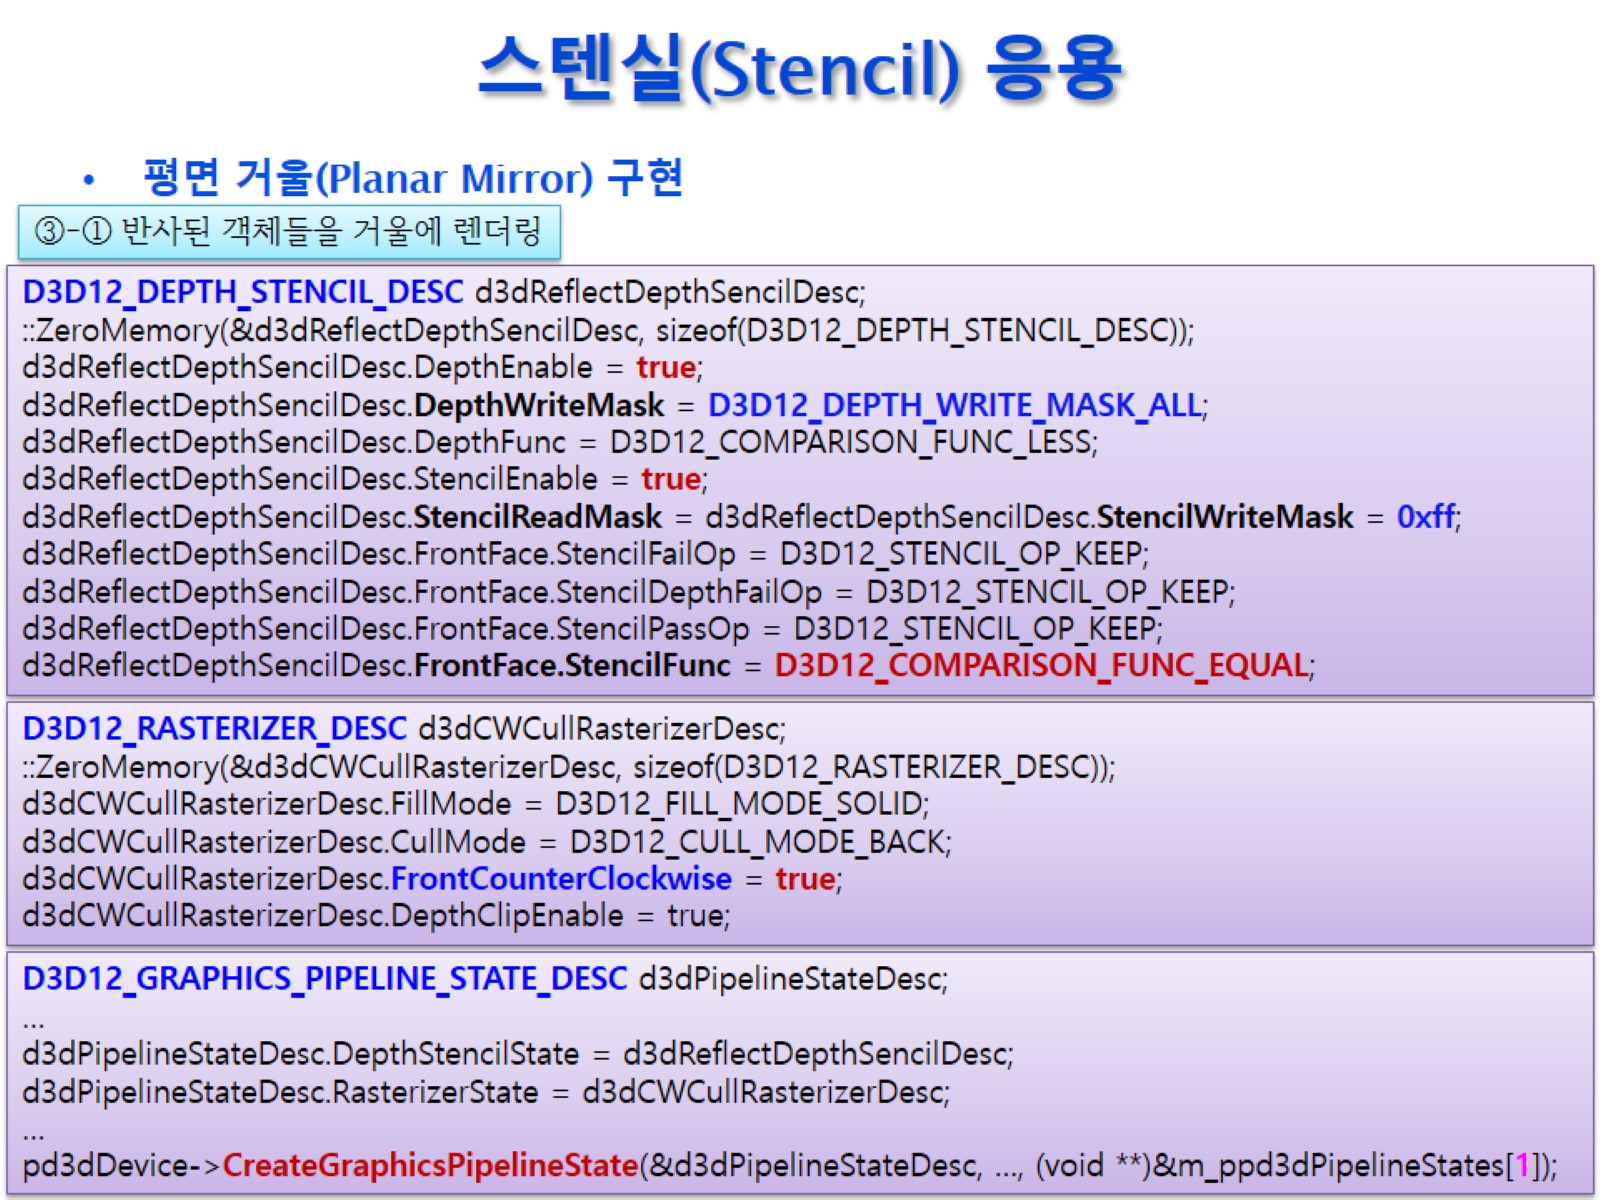 스텐실(Stencil) 응용
• 평면 거울(Planar Mirror) 구현
③-① 반사된 객체들을 거울에 렌더링
D3D12_DEPTH_STENCIL_DESC d3dReflectDepthSencilDesc;
::ZeroMemory(&d3dReflectDepthSencilDesc, sizeof(D3D12_DEPTH_STENCIL_DESC));
d3dReflectDepthSencilDesc.DepthEnable = true;
d3dReflectDepthSencilDesc.DepthWriteMask = D3D12_DEPTH_WRITE_MASK_ALL;
d3dReflectDepthSencilDesc.DepthFunc = D3D12_COMPARISON_FUNC_LESS;
d3dReflectDepthSencilDesc.StencilEnable = true;
d3dReflectDepthSencilDesc.StencilReadMask = d3dReflectDepthSencilDesc.StencilWriteMask = 0xff;
d3dReflectDepthSencilDesc.FrontFace.StencilFailOp = D3D12_STENCIL_OP_KEEP;
d3dReflectDepthSencilDesc.FrontFace.StencilDepthFailOp = D3D12_STENCIL_OP_KEEP;
d3dReflectDepthSencilDesc.FrontFace.StencilPassOp = D3D12_STENCIL_OP_KEEP;
d3dReflectDepthSencilDesc.FrontFace.StencilFunc = D3D12_COMPARISON_FUNC_EQUAL;
D3D12_RASTERIZER_DESC d3dCWCullRasterizerDesc;
::ZeroMemory(&d3dCWCullRasterizerDesc, sizeof(D3D12_RASTERIZER_DESC));
d3dCWCullRasterizerDesc.FillMode = D3D12_FILL_MODE_SOLID;
d3dCWCullRasterizerDesc.CullMode = D3D12_CULL_MODE_BACK;
d3dCWCullRasterizerDesc.FrontCounterClockwise = true;
d3dCWCullRasterizerDesc.DepthClipEnable = true;
D3D12_GRAPHICS_PIPELINE_STATE_DESC d3dPipelineStateDesc;
...
d3dPipelineStateDesc.DepthStencilState = d3dReflectDepthSencilDesc;
d3dPipelineStateDesc.RasterizerState = d3dCWCullRasterizerDesc;
...
pd3dDevice->CreateGraphicsPipelineState(&d3dPipelineStateDesc, ..., (void **)&m_ppd3dPipelineStates[1]);